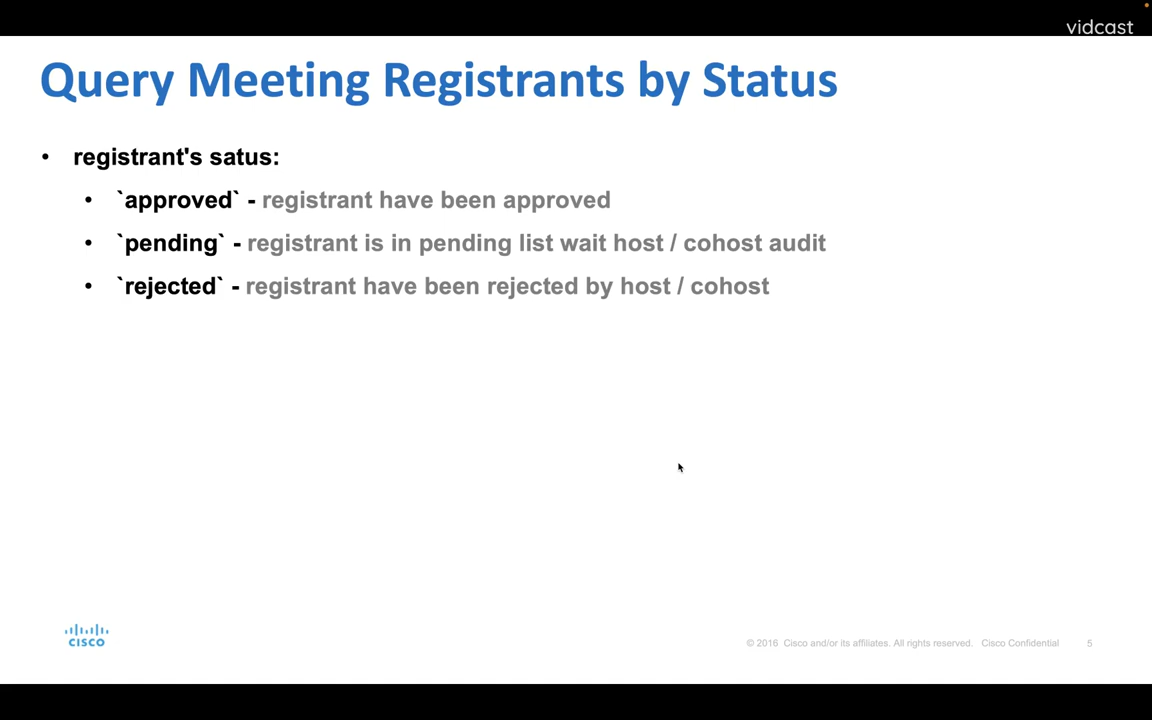 vidcast
Query Meeting Registrants by Status
• registrant's satus:
• `approved` - registrant have been approved
• `pending` - registrant is in pending list wait host / cohost audit
• `rejected` - registrant have been rejected by host / cohost
CISCO
© 2016 Cisco and/or its affiliates. All rights reserved. Cisco Confidential 5